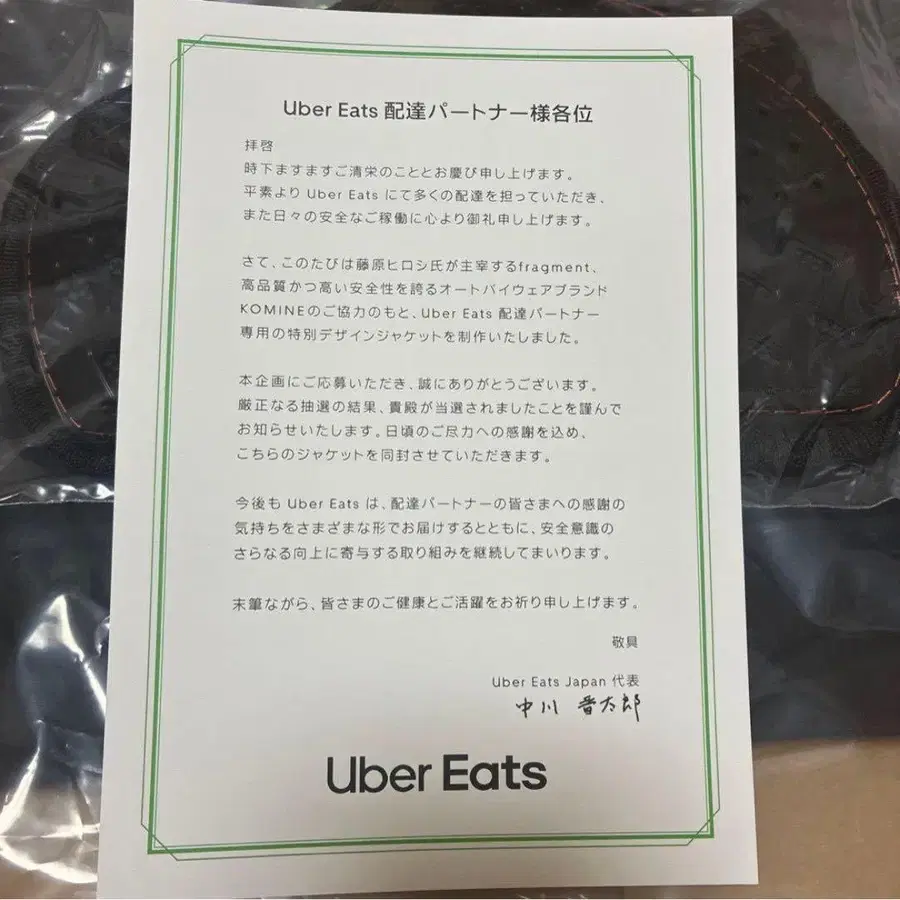 Uber Eats 配達パートナー様各位
拝啓
時下ますますご清栄のこととお慶び申し上げます。
平素より Uber Eats にて多くの配達を担っていただき、
また日々の安全なご稼働に心より御礼申し上げます。
さて、このたびは藤原ヒロシ氏が主宰するfragment、
高品質かつ高い安全性を誇るオートバイウェアブランド
KOMINEのご協力のもと、Uber Eats 配達パートナー
専用の特別デザインジャケットを制作いたしました。
本企画にご応募いただき、誠にありがとうございます。
厳正なる抽選の結果、貴殿が当選されましたことを謹んで
お知らせいたします。日頃のご尽力への感謝を込め、
こちらのジャケットを同封させていただきます。
今後も Uber Eats は、配達パートナーの皆さまへの感謝の
気持ちをさまざまな形でお届けするとともに、安全意識の
さらなる向上に寄与する取り組みを継続してまいります。
末筆ながら、皆さまのご健康とご活躍をお祈り申し上げます。
敬具
Uber Eats Japan 代表
中川 晋太郎
Uber Eats